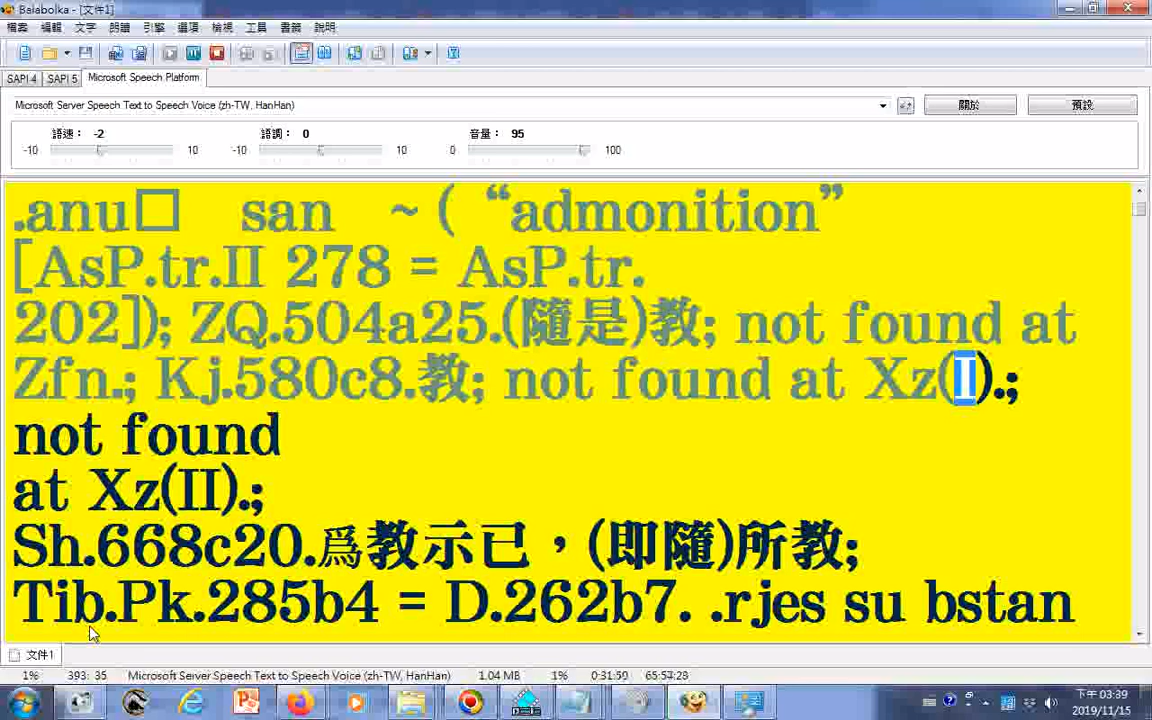 Balabolka - [文件1]
檔案 編輯 文字 朗讀 引擎 選項 檢視 工具 書籤 說明
SAPI 4 SAPI 5 Microsoft Speech Platform
Microsoft Server Speech Text to Speech Voice (zh-TW, HanHan) 關於 預設
語速： -2 語調： 0 音量： 95
-10 10 -10 10 0 100
.anu□ san ~ ( “admonition”
[AsP.tr.II 278 = AsP.tr.
202]); ZQ.504a25.(隨是)教; not found at
Zfn.; Kj.580c8.教; not found at Xz(I).;
not found
at Xz(II).;
Sh.668c20.爲教示已，(即隨)所教;
Tib.Pk.285b4 = D.262b7. .rjes su bstan
文件1
1% 393: 35 Microsoft Server Speech Text to Speech Voice (zh-TW, HanHan) 1.04 MB 1% 0:31:50 65:54:28
下午 03:39
2019/11/15